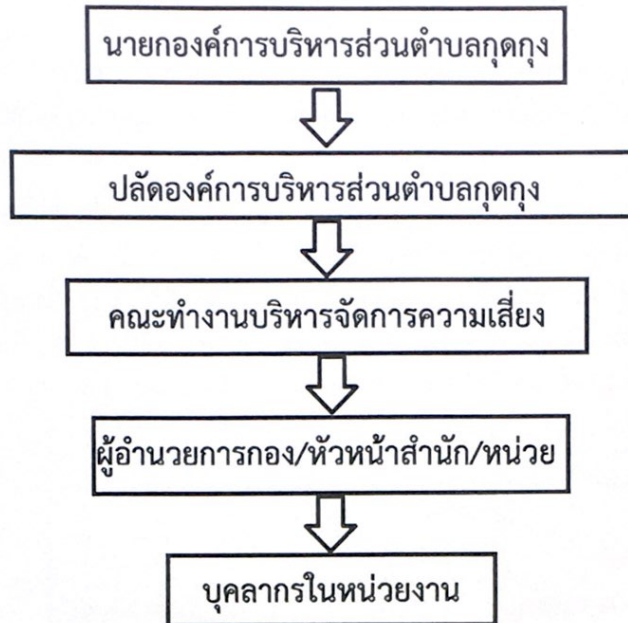 นายกองค์การบริหารส่วนตำบลกุดกุง
ปลัดองค์การบริหารส่วนตำบลกุดกุง
คณะทำงานบริหารจัดการความเสี่ยง
ผู้อำนวยการกอง/หัวหน้าสำนัก/หน่วย
บุคลากรในหน่วยงาน